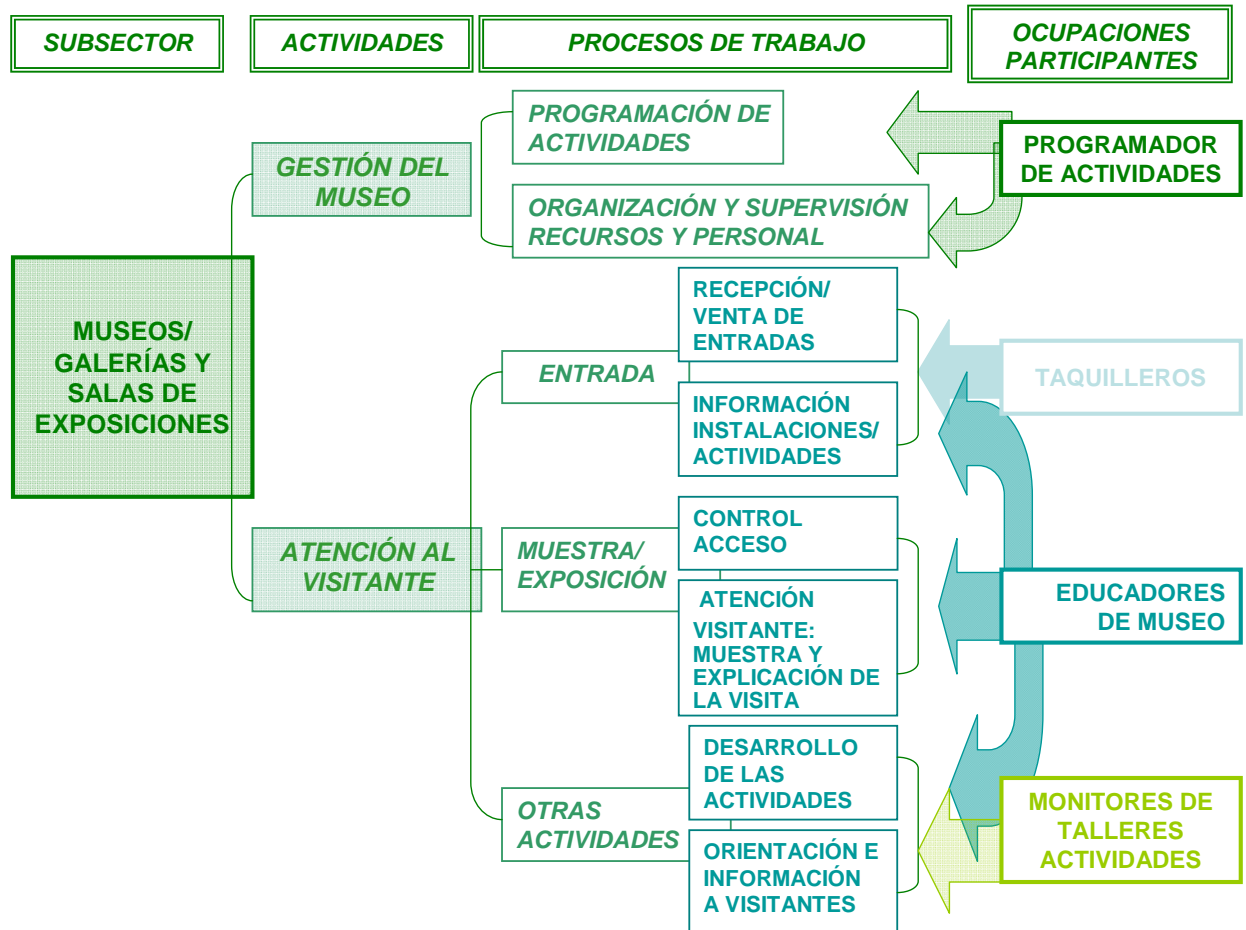 SUBSECTOR
ACTIVIDADES
PROCESOS DE TRABAJO
OCUPACIONES
PARTICIPANTES
PROGRAMACIÓN DE
ACTIVIDADES
PROGRAMADOR
DE ACTIVIDADES
GESTIÓN DEL
MUSEO
ORGANIZACIÓN Y SUPERVISIÓN
RECURSOS Y PERSONAL
MUSEOS/
GALERÍAS Y
SALAS DE
EXPOSICIONES
RECEPCIÓN/
VENTA DE
ENTRADAS
ENTRADA
TAQUILLEROS
INFORMACIÓN
INSTALACIONES/
ACTIVIDADES
ATENCIÓN AL
VISITANTE
MUESTRA/
EXPOSICIÓN
CONTROL
ACCESO
ATENCIÓN
VISITANTE:
MUESTRA Y
EXPLICACIÓN DE
LA VISITA
EDUCADORES
DE MUSEO
OTRAS
ACTIVIDADES
DESARROLLO
DE LAS
ACTIVIDADES
ORIENTACIÓN E
INFORMACIÓN
A VISITANTES
MONITORES DE
TALLERES
ACTIVIDADES